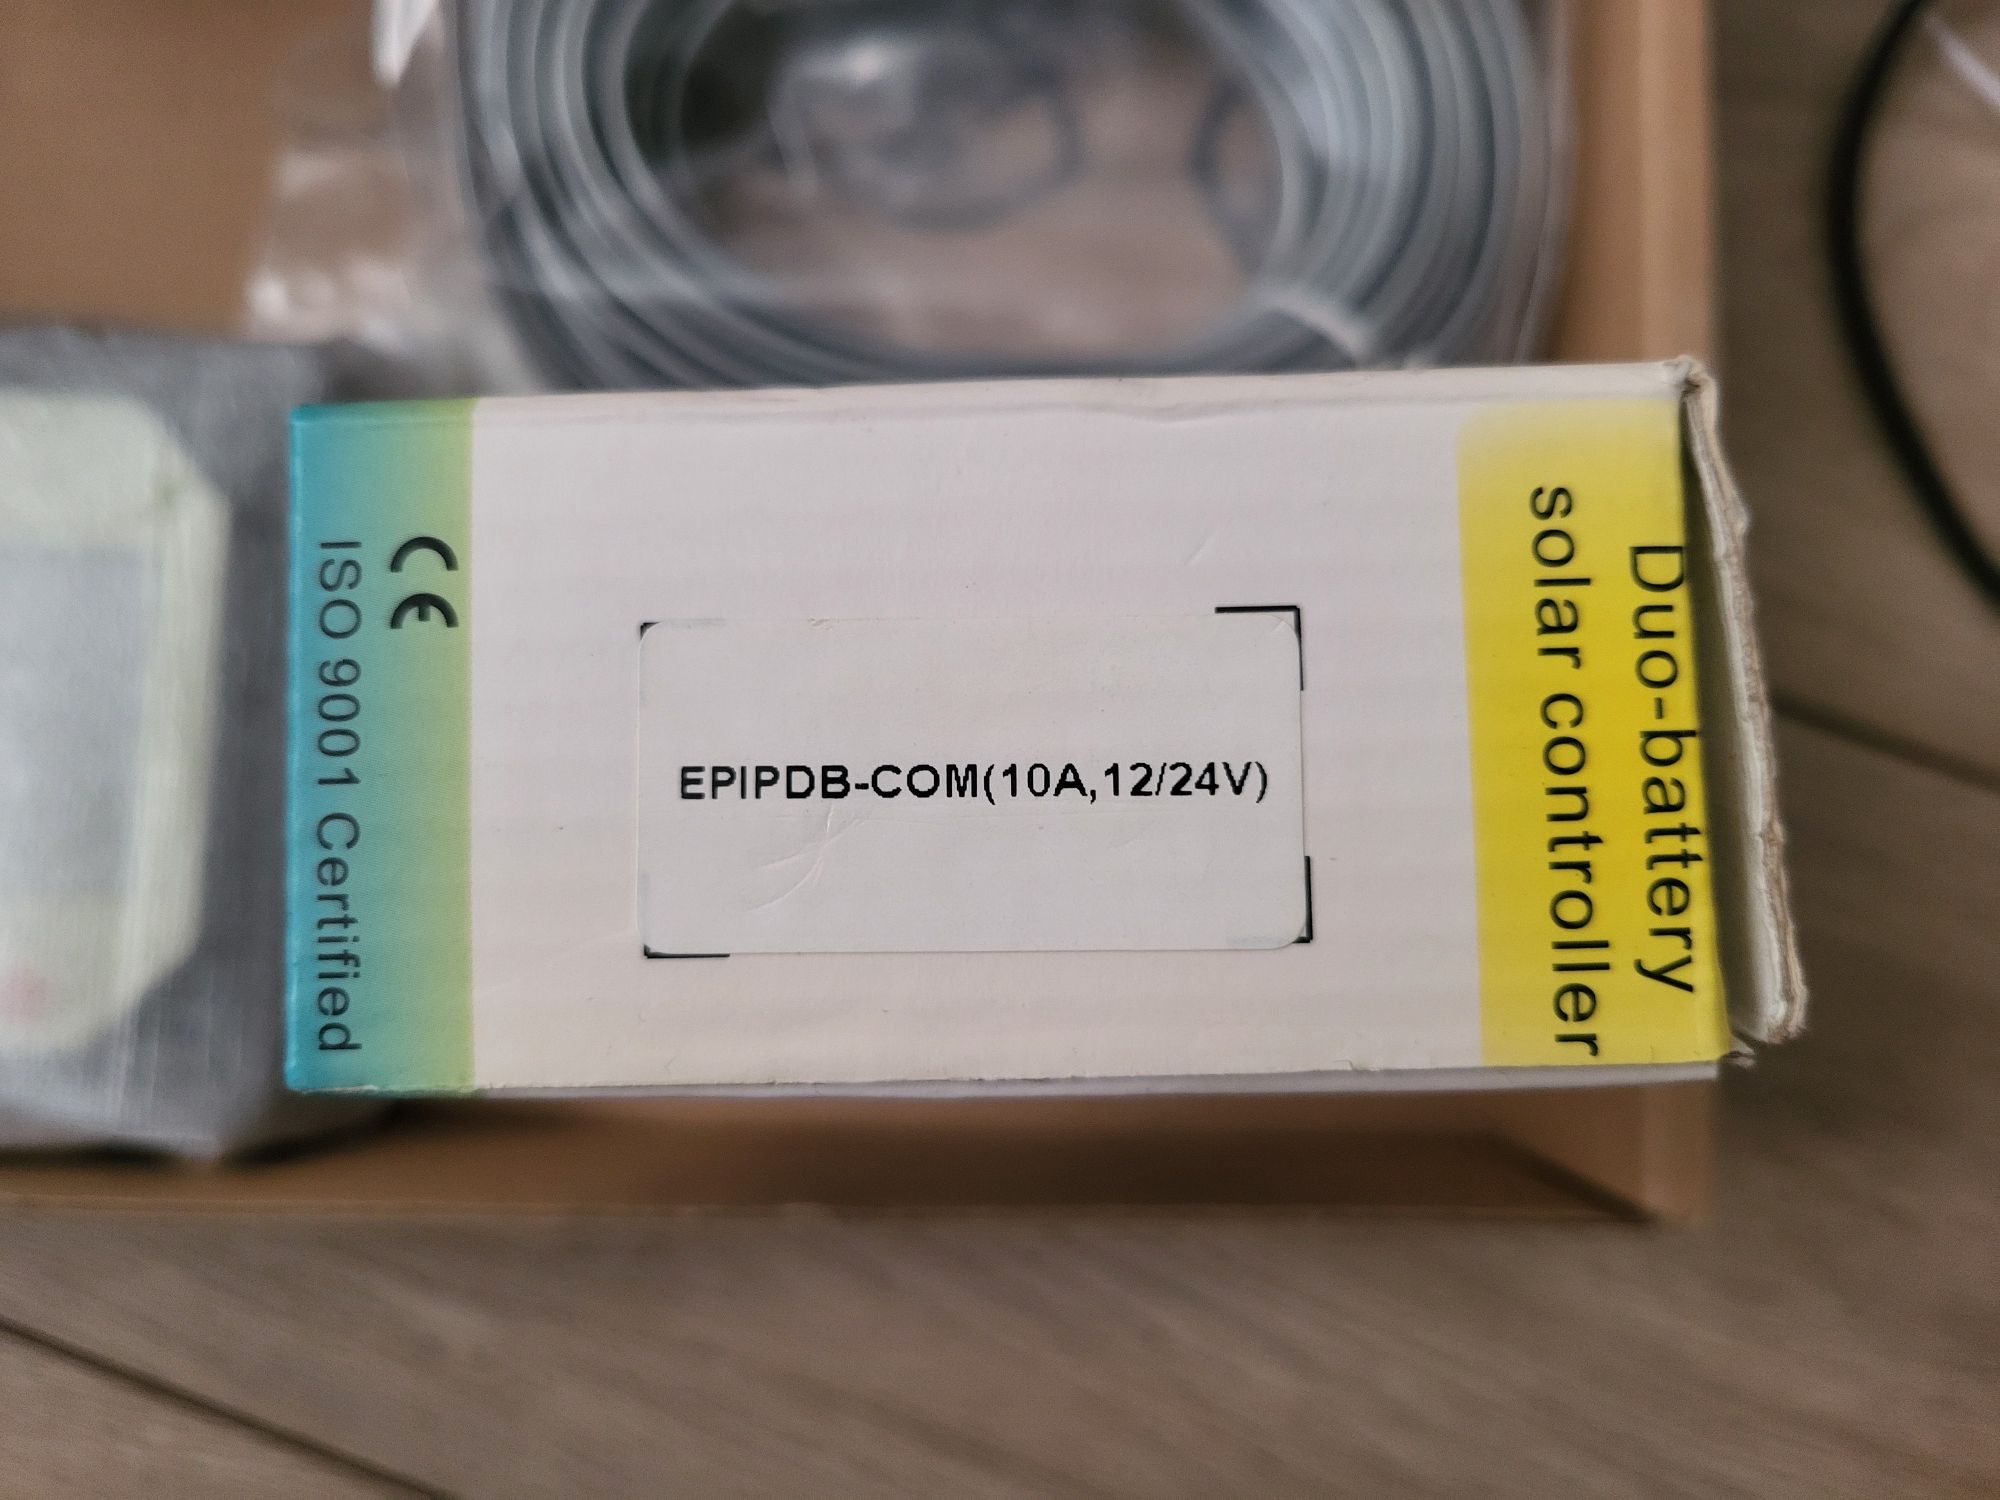 CE
ISO 9001 Certified
EPIPDB-COM(10A,12/24V)
Duo-battery
solar controller